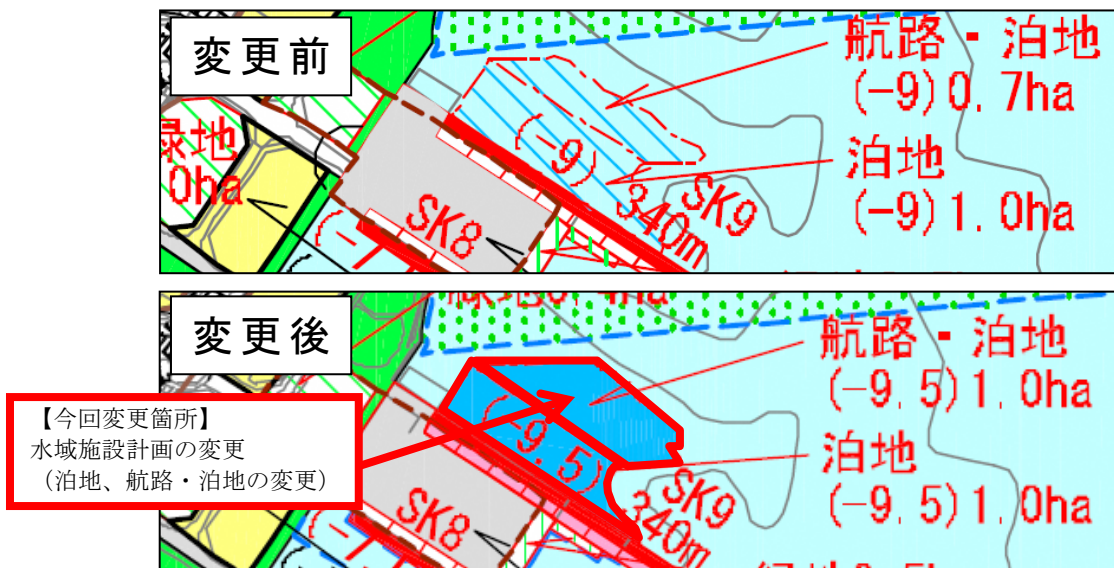 変更前
航路・泊地
(-9)0.7ha
泊地
(-9)1.0ha
緑地
0ha
(-9)
SK8
SK9
340m
変更後
航路・泊地
(-9.5)1.0ha
泊地
(-9.5)1.0ha
【今回変更箇所】
水域施設計画の変更
(泊地、航路・泊地の変更)
(-9.5)
SK8
SK9
340m